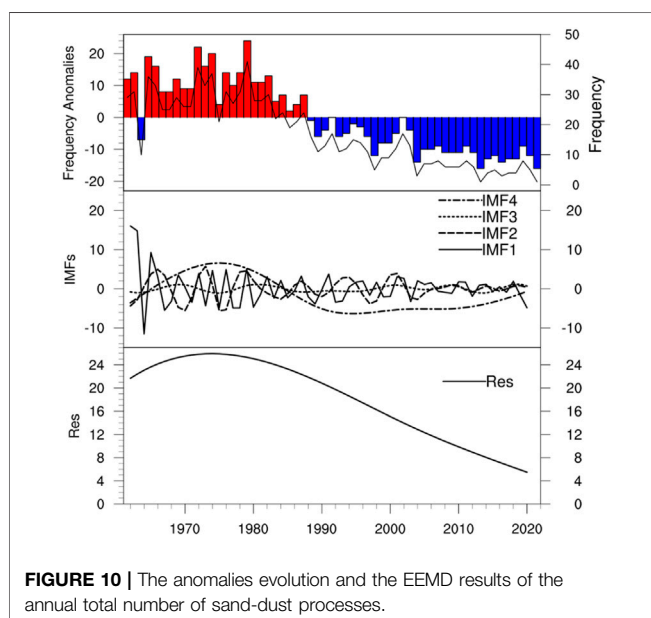 Frequency Anomalies
20
10
0
-10
-20
50
40
30
20
10
0
Frequency
IMFs
20
10
0
-10
IMF4
IMF3
IMF2
IMF1
20
10
0
-10
Res
24
20
16
12
8
4
0
Res
24
20
16
12
8
4
0
1970 1980 1990 2000 2010 2020
FIGURE 10 | The anomalies evolution and the EEMD results of the
annual total number of sand-dust processes.